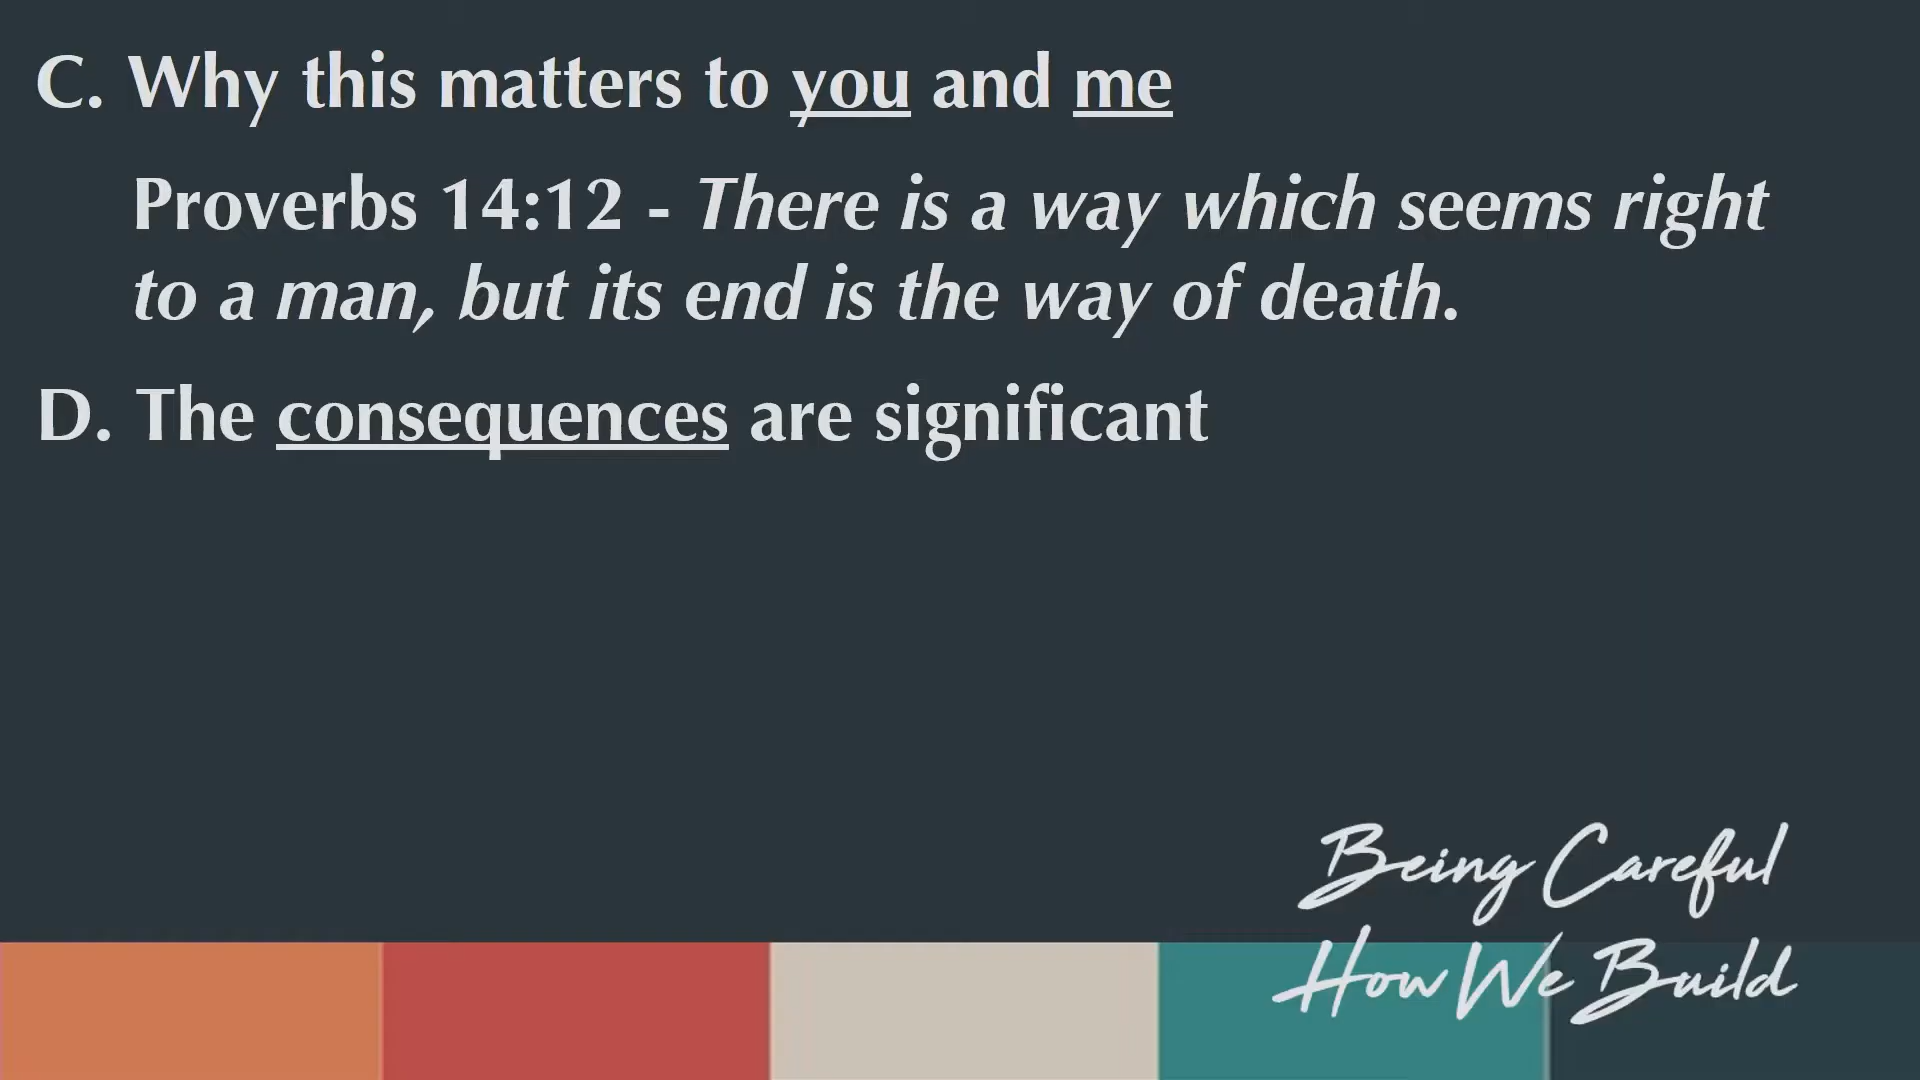 C. Why this matters to you and me
Proverbs 14:12 - There is a way which seems right
to a man, but its end is the way of death.
D. The consequences are significant
Being Careful
How We Build